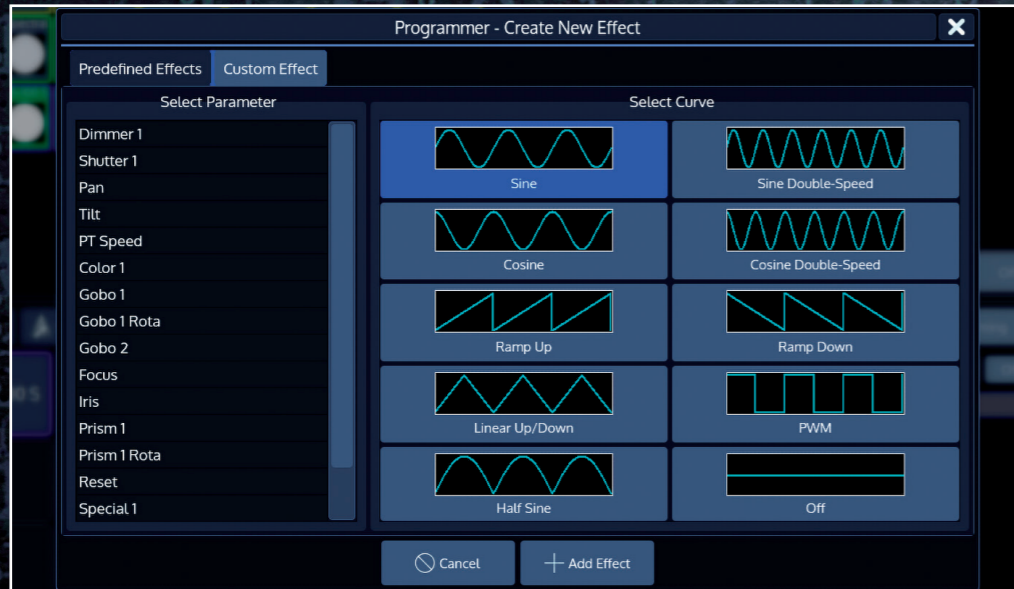 Programmer - Create New Effect
Predefined Effects
Custom Effect
Select Parameter
Dimmer 1
Shutter 1
Pan
Tilt
PT Speed
Color 1
Gobo 1
Gobo 1 Rota
Gobo 2
Focus
Iris
Prism 1
Prism 1 Rota
Reset
Special 1
Select Curve
Sine
Sine Double-Speed
Cosine
Cosine Double-Speed
Ramp Up
Ramp Down
Linear Up/Down
PWM
Half Sine
Off
Cancel
Add Effect